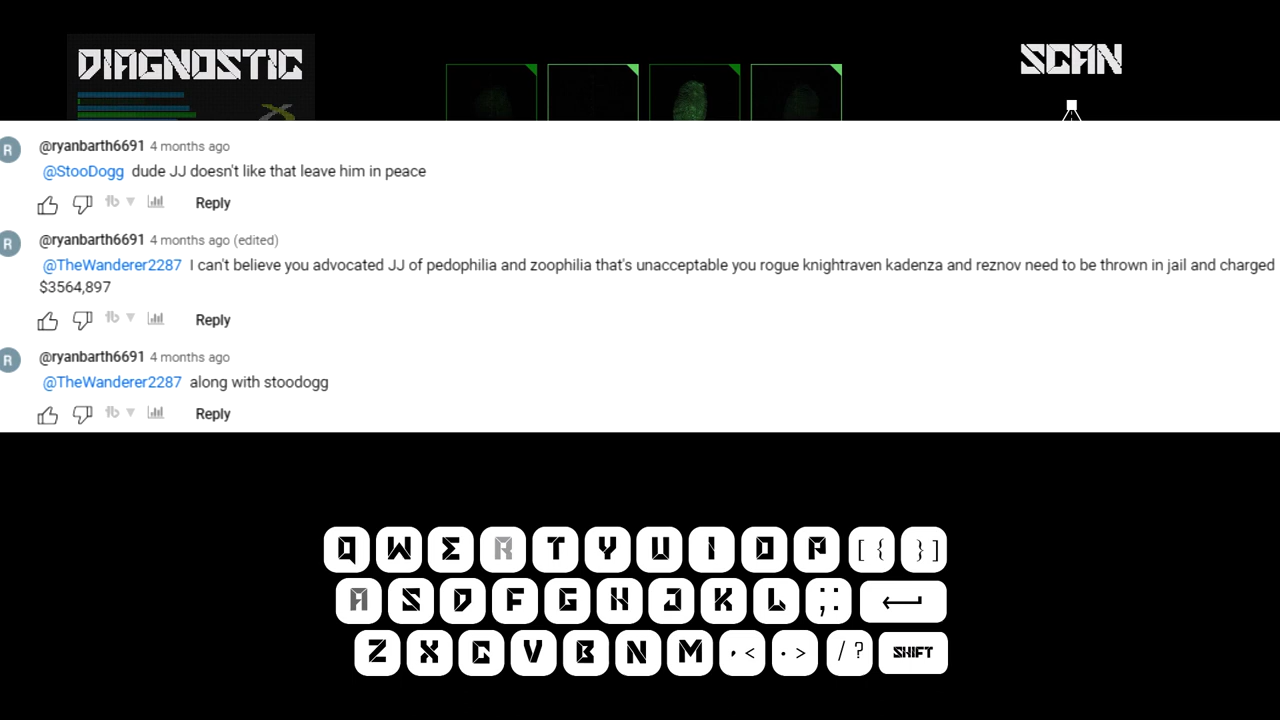 DIAGNOSTIC
SCAN
R @ryanbarth6691 4 months ago
@StooDogg dude JJ doesn't like that leave him in peace
Reply
R @ryanbarth6691 4 months ago (edited)
@TheWanderer2287 I can't believe you advocated JJ of pedophilia and zoophilia that's unacceptable you rogue knightraven kadenza and reznov need to be thrown in jail and charged
$3564,897
Reply
R @ryanbarth6691 4 months ago
@TheWanderer2287 along with stoodogg
Reply
Q W E R T Y U I O P [ { } ]
A S D F G H J K L ; :
Z X C V B N M , < . > / ? SHIFT